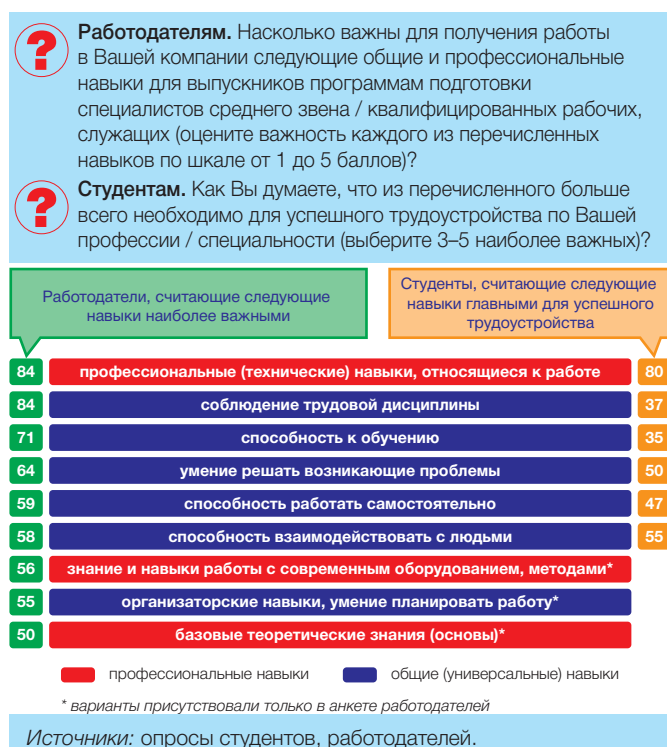 ?
Работодателям. Насколько важны для получения работы
в Вашей компании следующие общие и профессиональные
навыки для выпускников программам подготовки
специалистов среднего звена / квалифицированных рабочих,
служащих (оцените важность каждого из перечисленных
навыков по шкале от 1 до 5 баллов)?
?
Студентам. Как Вы думаете, что из перечисленного больше
всего необходимо для успешного трудоустройства по Вашей
профессии / специальности (выберите 3–5 наиболее важных)?
Работодатели, считающие следующие
навыки наиболее важными
Студенты, считающие следующие
навыки главными для успешного
трудоустройства
84 профессиональные (технические) навыки, относящиеся к работе 80
84 соблюдение трудовой дисциплины 37
71 способность к обучению 35
64 умение решать возникающие проблемы 50
59 способность работать самостоятельно 47
58 способность взаимодействовать с людьми 55
56 знание и навыки работы с современным оборудованием, методами*
55 организаторские навыки, умение планировать работу*
50 базовые теоретические знания (основы)*
профессиональные навыки общие (универсальные) навыки
* варианты присутствовали только в анкете работодателей
Источники: опросы студентов, работодателей.